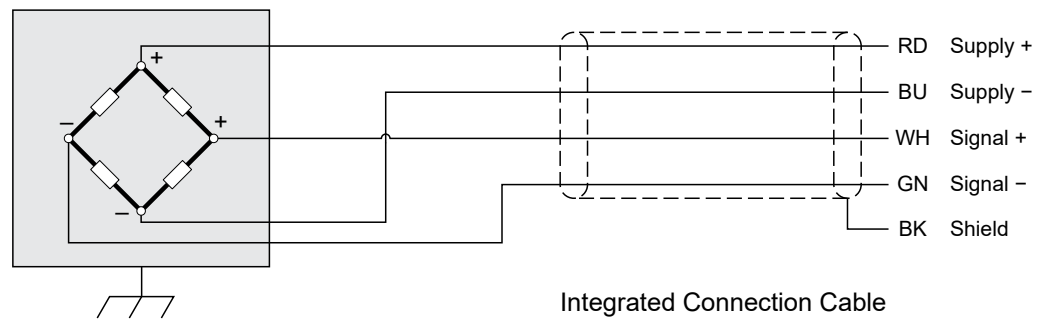 +
RD Supply +
BU Supply −
+
−
WH Signal +
GN Signal −
−
BK Shield
Integrated Connection Cable